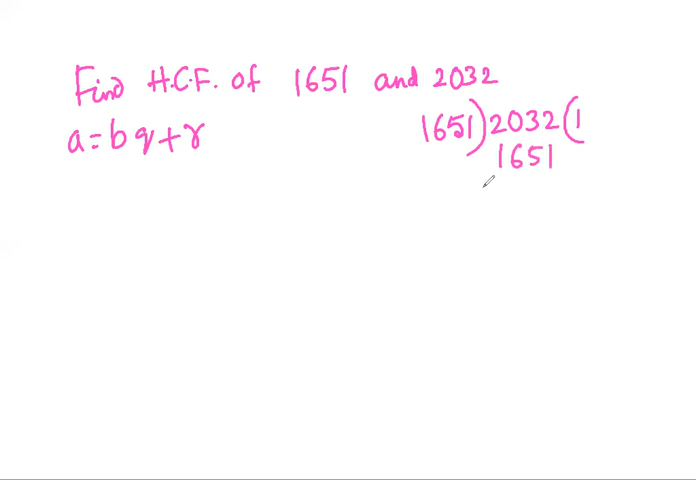 Find H.C.F. of 1651 and 2032
a = bq + r
1651) 2032 (1
1651